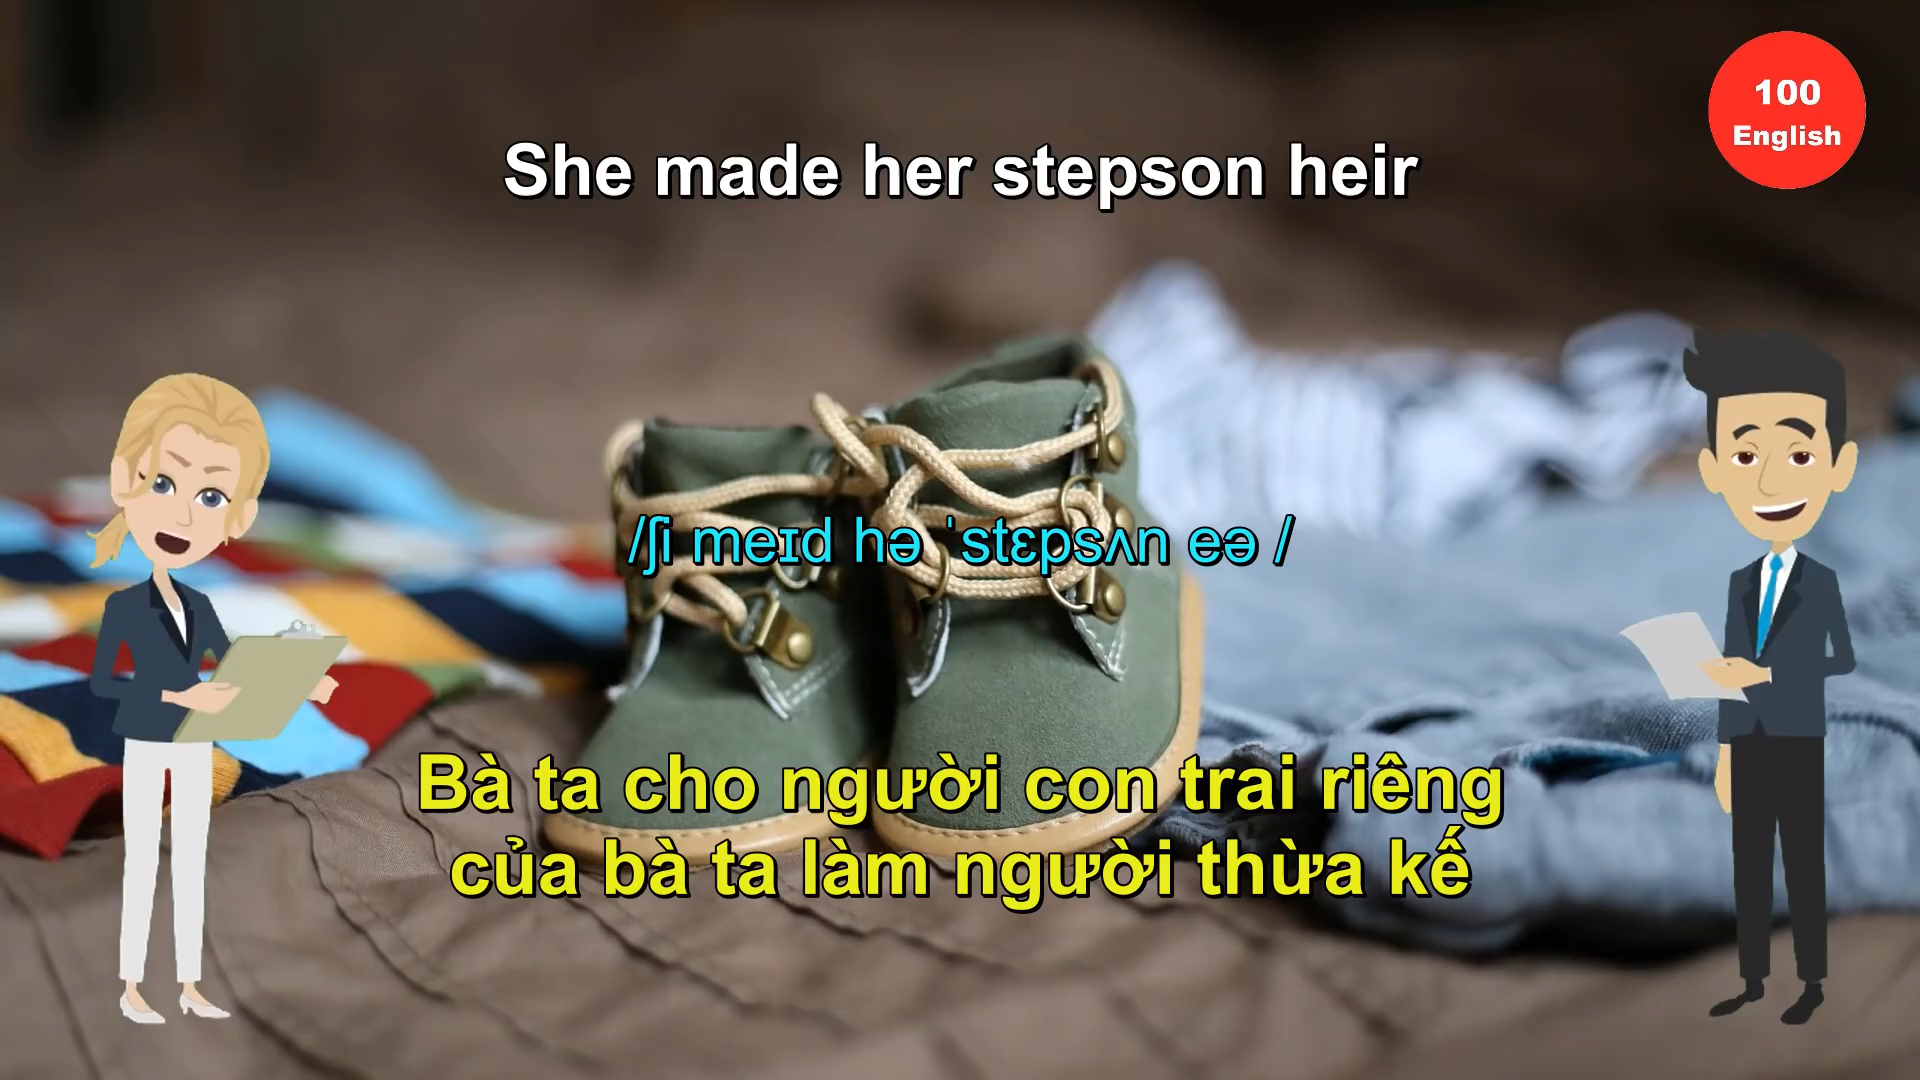 100
English
She made her stepson heir
/ʃi meɪd hə ˈstɛpsʌn eə /
Bà ta cho người con trai riêng
của bà ta làm người thừa kế